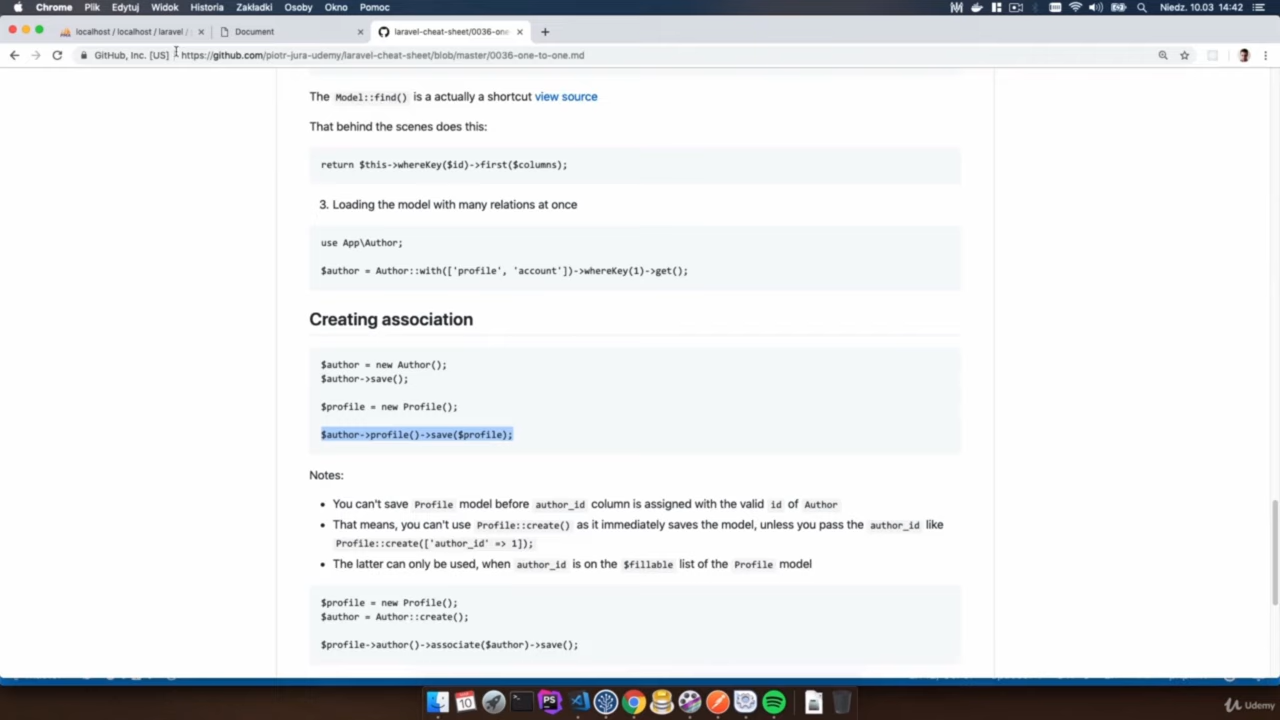 Chrome Plik Edytuj Widok Historia Zakładki Osoby Okno Pomoc Niedz. 10.03 14:42
localhost / localhost / laravel / Document laravel-cheat-sheet/0036-one-
GitHub, Inc. [US] https://github.com/piotr-jura-udemy/laravel-cheat-sheet/blob/master/0036-one-to-one.md
The Model::find() is a actually a shortcut view source
That behind the scenes does this:
return $this->whereKey($id)->first($columns);
3. Loading the model with many relations at once
use App\Author;
$author = Author::with(['profile', 'account'])->whereKey(1)->get();
Creating association
$author = new Author();
$author->save();
$profile = new Profile();
$author->profile()->save($profile);
Notes:
• You can't save Profile model before author_id column is assigned with the valid id of Author
• That means, you can't use Profile::create() as it immediately saves the model, unless you pass the author_id like
Profile::create(['author_id' => 1]);
• The latter can only be used, when author_id is on the $fillable list of the Profile model
$profile = new Profile();
$author = Author::create();
$profile->author()->associate($author)->save();
10
PS
Udemy